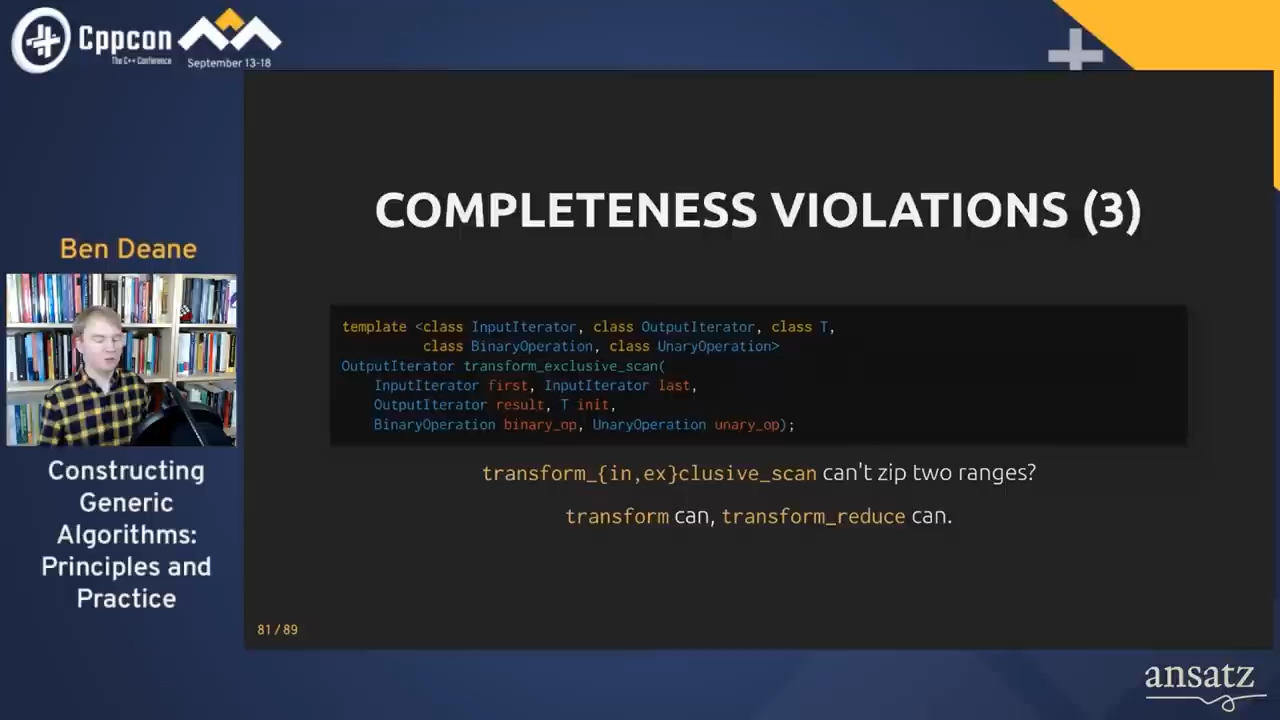 Cppcon
The C++ Conference
September 13-18
Ben Deane
Constructing
Generic
Algorithms:
Principles and
Practice
COMPLETENESS VIOLATIONS (3)
template <class InputIterator, class OutputIterator, class T,
class BinaryOperation, class UnaryOperation>
OutputIterator transform_exclusive_scan(
InputIterator first, InputIterator last,
OutputIterator result, T init,
BinaryOperation binary_op, UnaryOperation unary_op);
transform_{in,ex}clusive_scan can't zip two ranges?
transform can, transform_reduce can.
81 / 89
ansatz